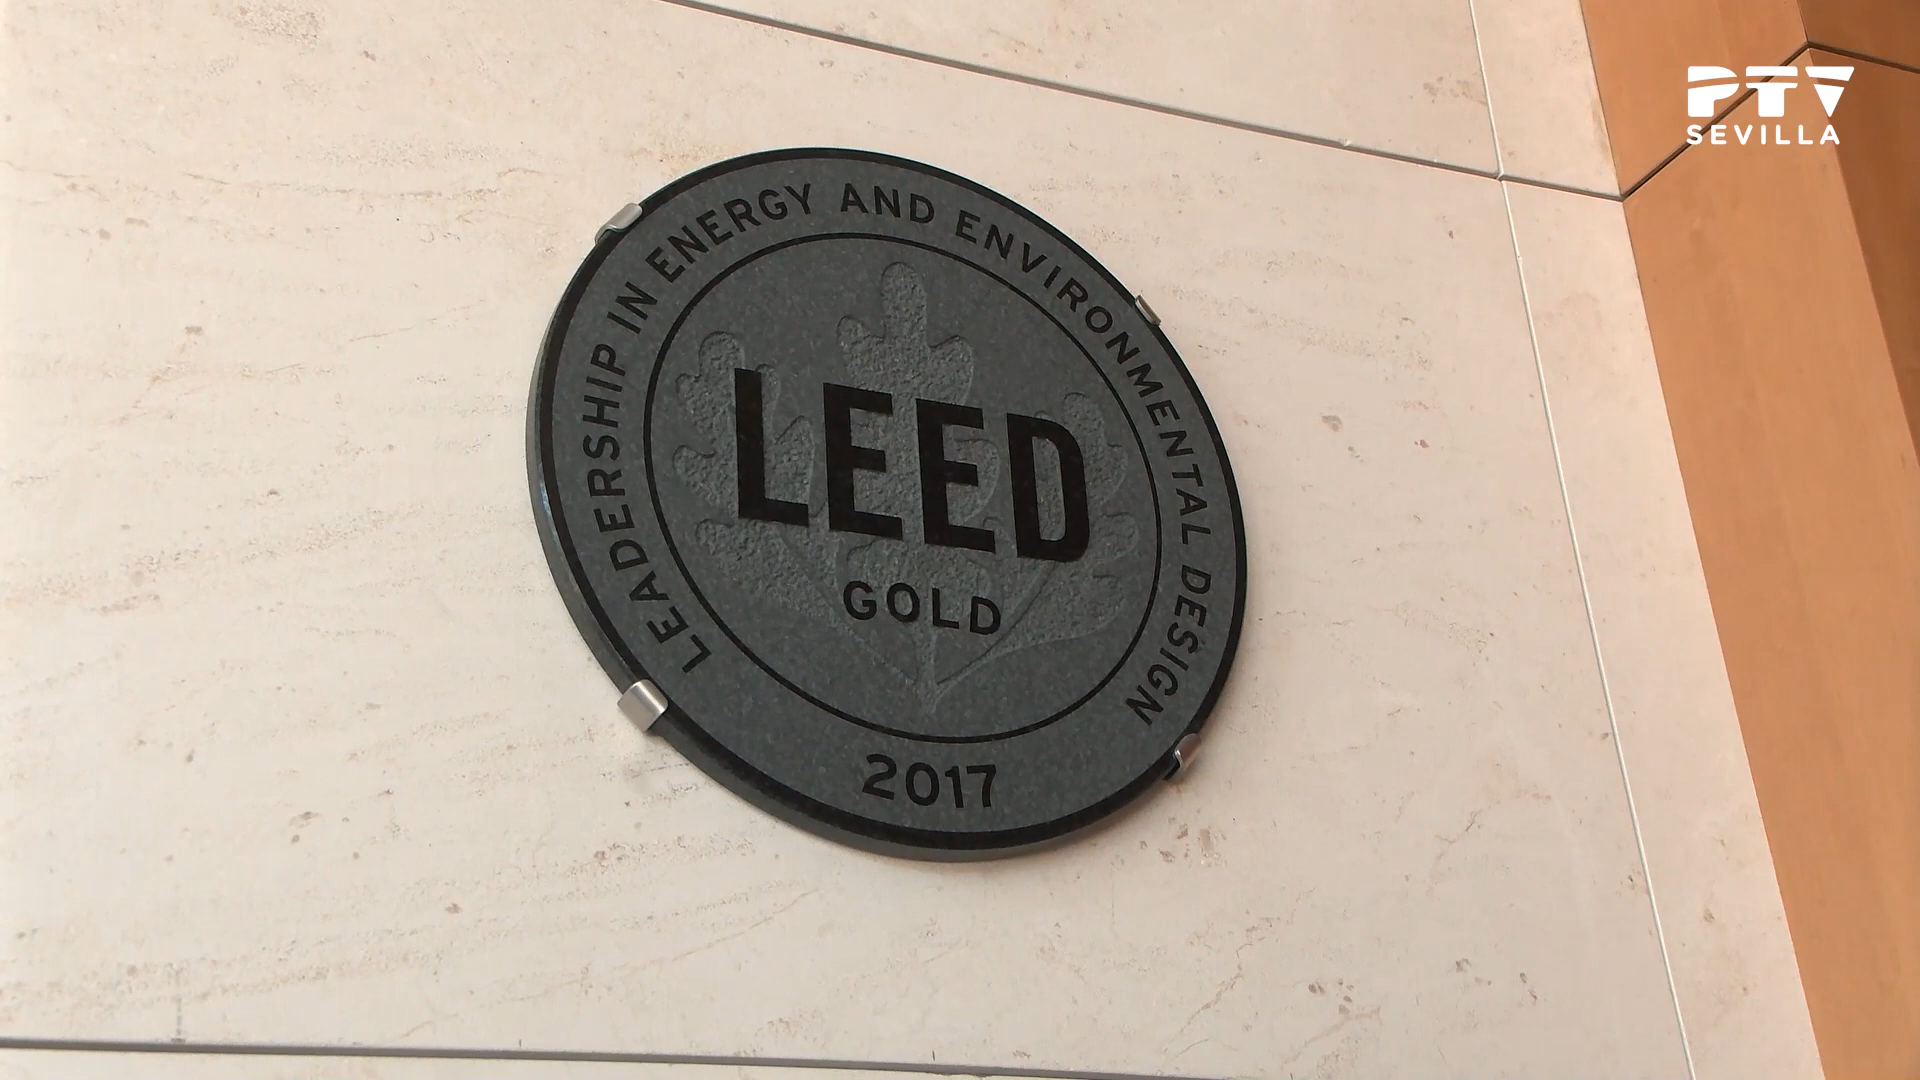 PTV
SEVILLA
LEADERSHIP IN ENERGY AND ENVIRONMENTAL DESIGN
LEED
GOLD
2017